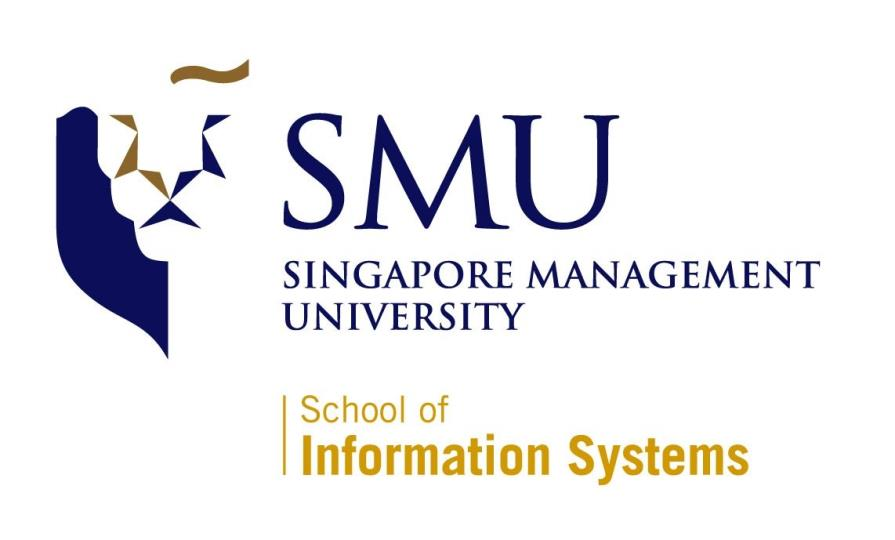 SMU
SINGAPORE MANAGEMENT
UNIVERSITY
School of
Information Systems